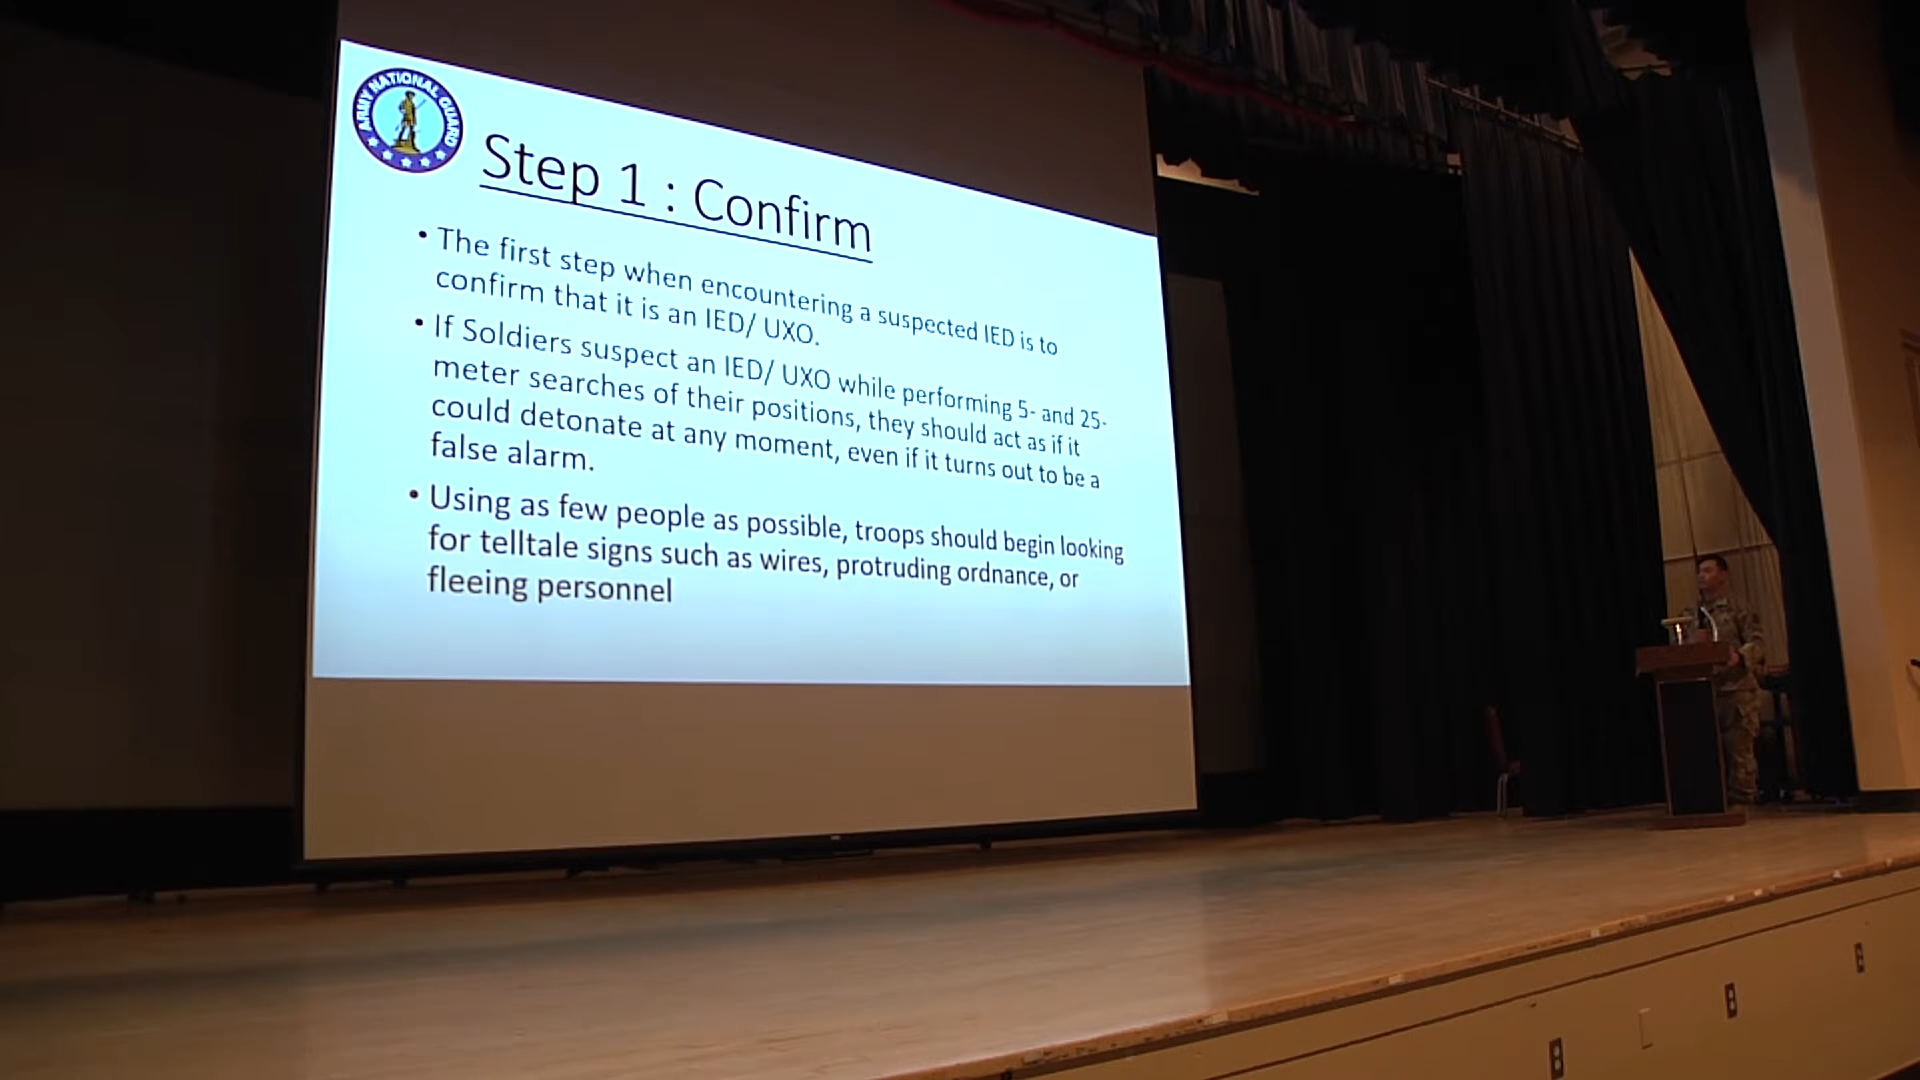 ARMY NATIONAL GUARD
Step 1 : Confirm
• The first step when encountering a suspected IED is to
confirm that it is an IED/ UXO.
• If Soldiers suspect an IED/ UXO while performing 5- and 25-
meter searches of their positions, they should act as if it
could detonate at any moment, even if it turns out to be a
false alarm.
• Using as few people as possible, troops should begin looking
for telltale signs such as wires, protruding ordnance, or
fleeing personnel